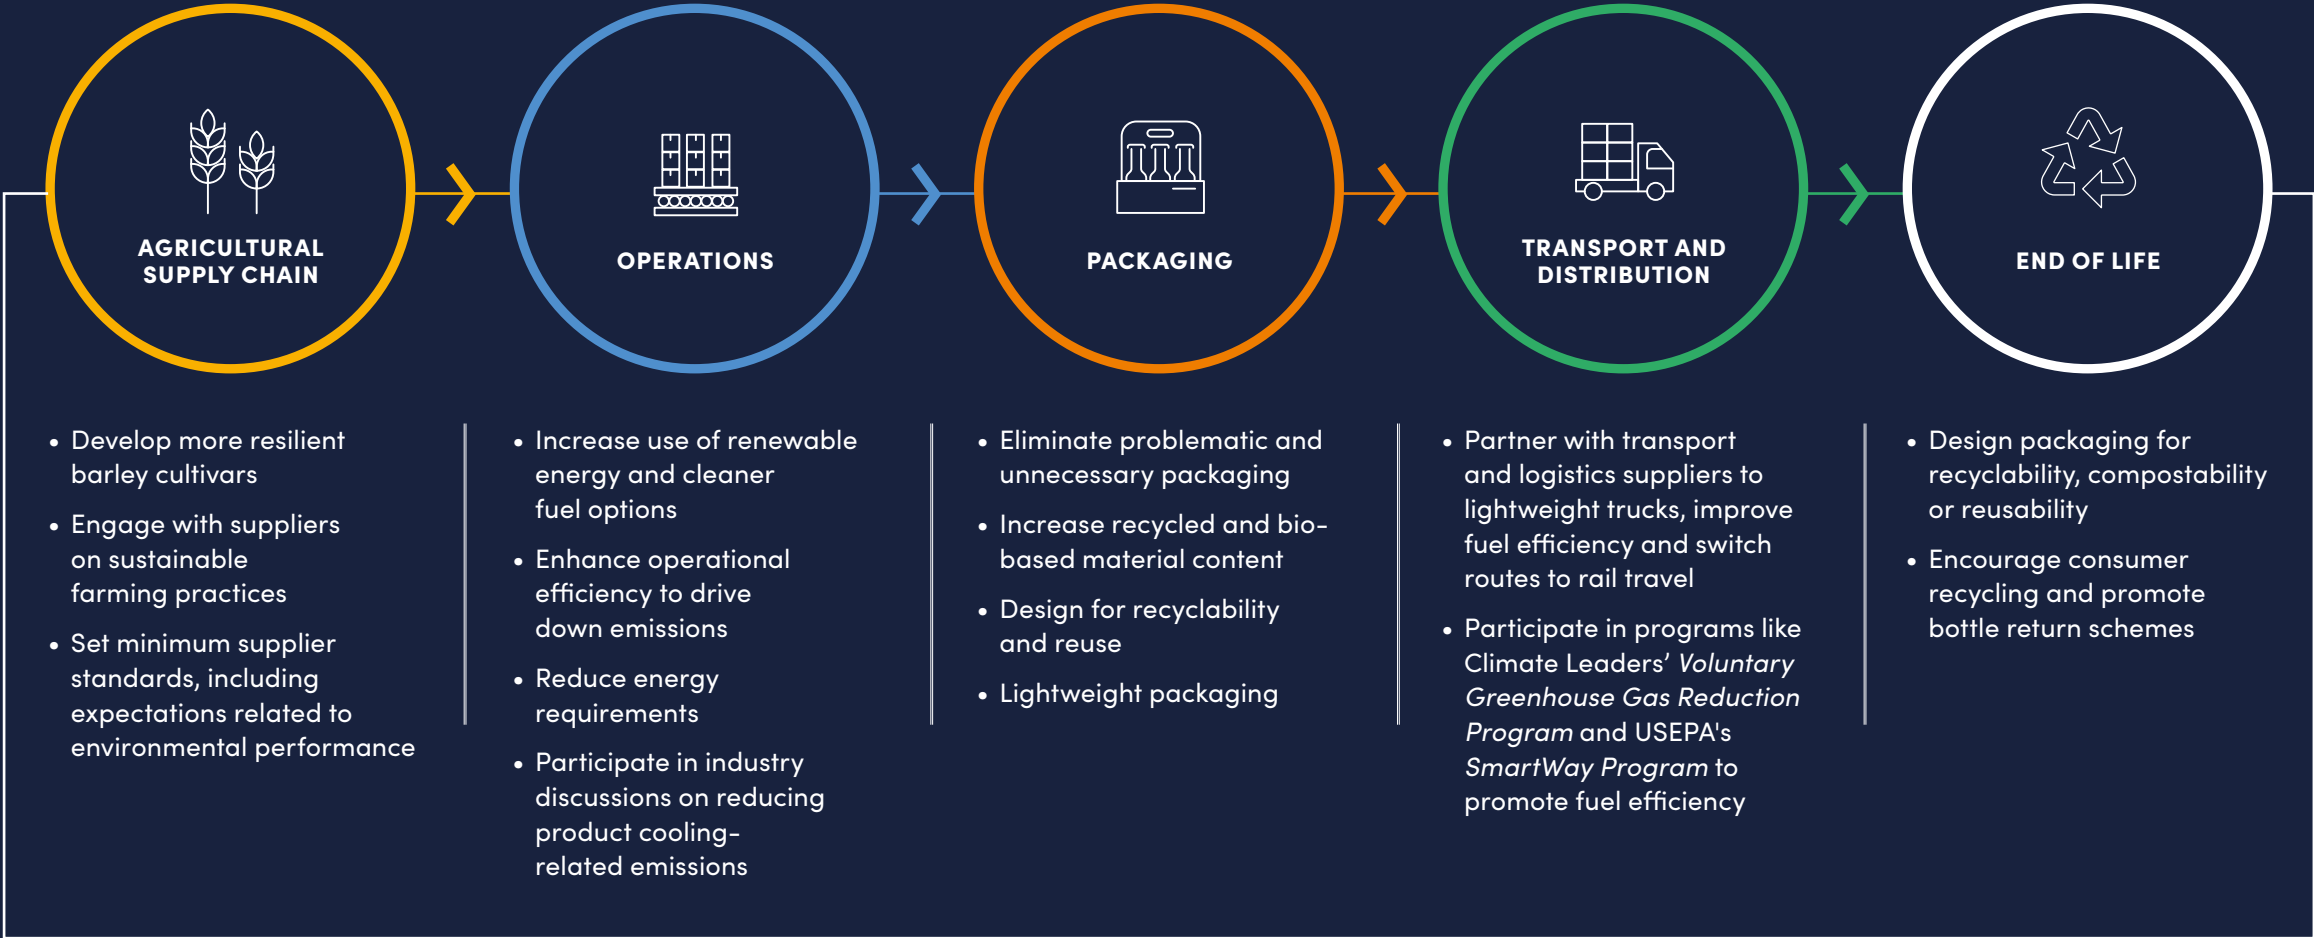 AGRICULTURAL
SUPPLY CHAIN
• Develop more resilient
barley cultivars
• Engage with suppliers
on sustainable
farming practices
• Set minimum supplier
standards, including
expectations related to
environmental performance
OPERATIONS
• Increase use of renewable
energy and cleaner
fuel options
• Enhance operational
efficiency to drive
down emissions
• Reduce energy
requirements
• Participate in industry
discussions on reducing
product cooling-
related emissions
PACKAGING
• Eliminate problematic and
unnecessary packaging
• Increase recycled and bio-
based material content
• Design for recyclability
and reuse
• Lightweight packaging
TRANSPORT AND
DISTRIBUTION
• Partner with transport
and logistics suppliers to
lightweight trucks, improve
fuel efficiency and switch
routes to rail travel
• Participate in programs like
Climate Leaders’ Voluntary
Greenhouse Gas Reduction
Program and USEPA's
SmartWay Program to
promote fuel efficiency
END OF LIFE
• Design packaging for
recyclability, compostability
or reusability
• Encourage consumer
recycling and promote
bottle return schemes